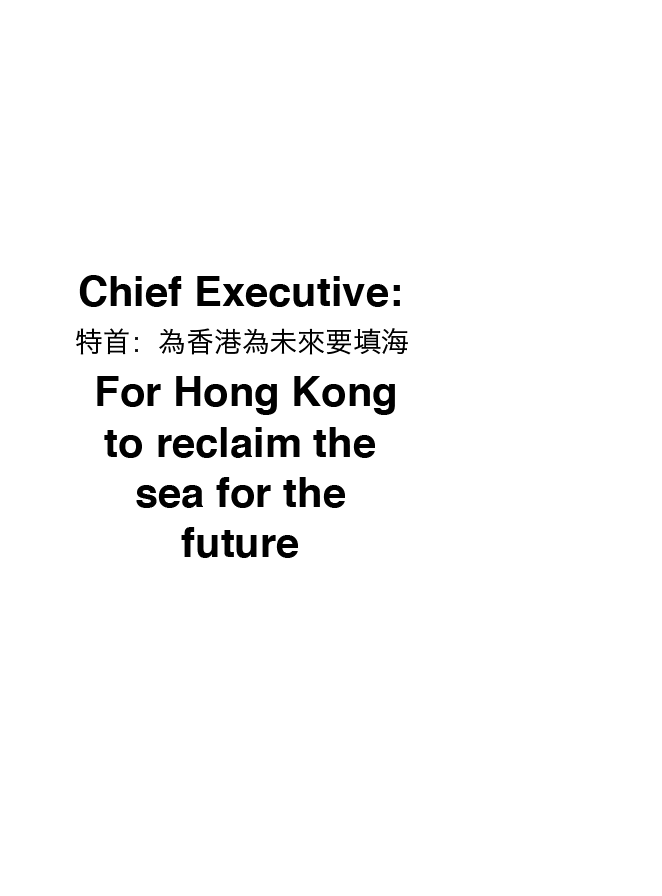 Chief Executive:
特首：為香港為未來要填海
For Hong Kong
to reclaim the
sea for the
future